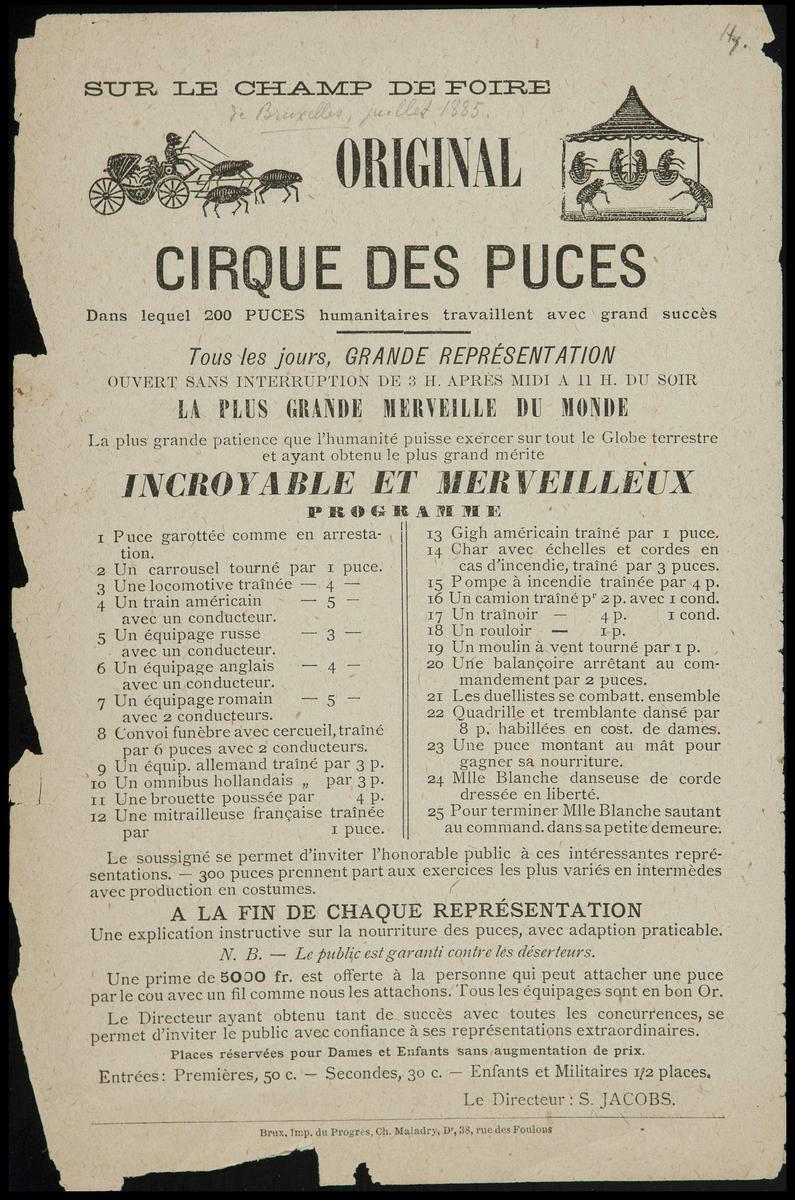 Hg.
SUR LE CHAMP DE FOIRE
de Bruxelles, juillet 1885.
ORIGINAL
CIRQUE DES PUCES
Dans lequel 200 PUCES humanitaires travaillent avec grand succès
Tous les jours, GRANDE REPRÉSENTATION
OUVERT SANS INTERRUPTION DE 3 H. APRÈS MIDI A 11 H. DU SOIR
LA PLUS GRANDE MERVEILLE DU MONDE
La plus grande patience que l'humanité puisse exercer sur tout le Globe terrestre
et ayant obtenu le plus grand mérite
INCROYABLE ET MERVEILLEUX
PROGRAMME
1 Puce garottée comme en arresta-
tion.
2 Un carrousel tourné par 1 puce.
3 Une locomotive traînée — 4 —
4 Un train américain — 5 —
avec un conducteur.
5 Un équipage russe — 3 —
avec un conducteur.
6 Un équipage anglais — 4 —
avec un conducteur.
7 Un équipage romain — 5 —
avec 2 conducteurs.
8 Convoi funèbre avec cercueil, traîné
par 6 puces avec 2 conducteurs.
9 Un équip. allemand traîné par 3 p.
10 Un omnibus hollandais „ par 3 p.
11 Une brouette poussée par 4 p.
12 Une mitrailleuse française traînée
par 1 puce.
13 Gigh américain traîné par 1 puce.
14 Char avec échelles et cordes en
cas d'incendie, traîné par 3 puces.
15 Pompe à incendie traînée par 4 p.
16 Un camion traîné pr 2 p. avec 1 cond.
17 Un traînoir — 4 p. 1 cond.
18 Un rouloir — 1 p.
19 Un moulin à vent tourné par 1 p.
20 Une balançoire arrêtant au com-
mandement par 2 puces.
21 Les duellistes se combatt. ensemble
22 Quadrille et tremblante dansé par
8 p. habillées en cost. de dames.
23 Une puce montant au mât pour
gagner sa nourriture.
24 Mlle Blanche danseuse de corde
dressée en liberté.
25 Pour terminer Mlle Blanche sautant
au command. dans sa petite demeure.
Le soussigné se permet d'inviter l'honorable public à ces intéressantes repré-
sentations. — 300 puces prennent part aux exercices les plus variés en intermèdes
avec production en costumes.
A LA FIN DE CHAQUE REPRÉSENTATION
Une explication instructive sur la nourriture des puces, avec adaption praticable.
N. B. — Le public est garanti contre les déserteurs.
Une prime de 5000 fr. est offerte à la personne qui peut attacher une puce
par le cou avec un fil comme nous les attachons. Tous les équipages sont en bon Or.
Le Directeur ayant obtenu tant de succès avec toutes les concurrences, se
permet d'inviter le public avec confiance à ses représentations extraordinaires.
Places réservées pour Dames et Enfants sans augmentation de prix.
Entrées: Premières, 50 c. — Secondes, 30 c. — Enfants et Militaires 1/2 places.
Le Directeur: S. JACOBS.
Brux. Imp. du Progrès, Ch. Maladry, Dr, 38, rue des Foulons